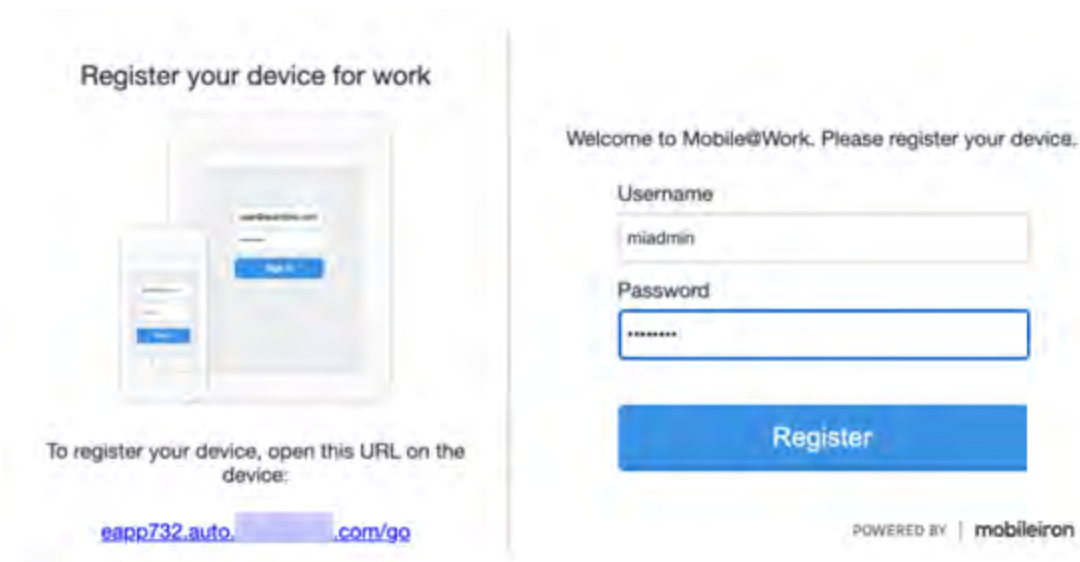 Register your device for work
To register your device, open this URL on the
device:
eapp732.auto. .com/go
Welcome to Mobile@Work. Please register your device.
Username
miadmin
Password
••••••••
Register
POWERED BY | mobileiron